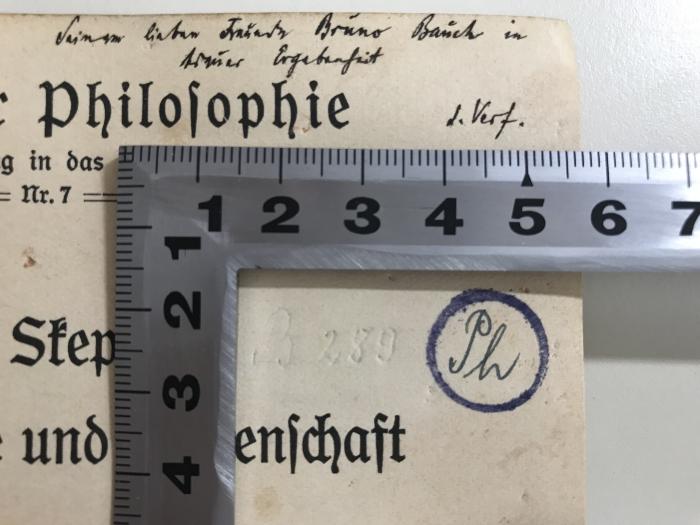 Seinem lieben Freunde Bruno Bauch in
treuer Ergebenheit
d. Verf.
r Philoſophie
g in das
Nr. 7
1 2 3 4 5 6 7
1
2
3
4
Skep
B 289
Ph
e und enſchaft